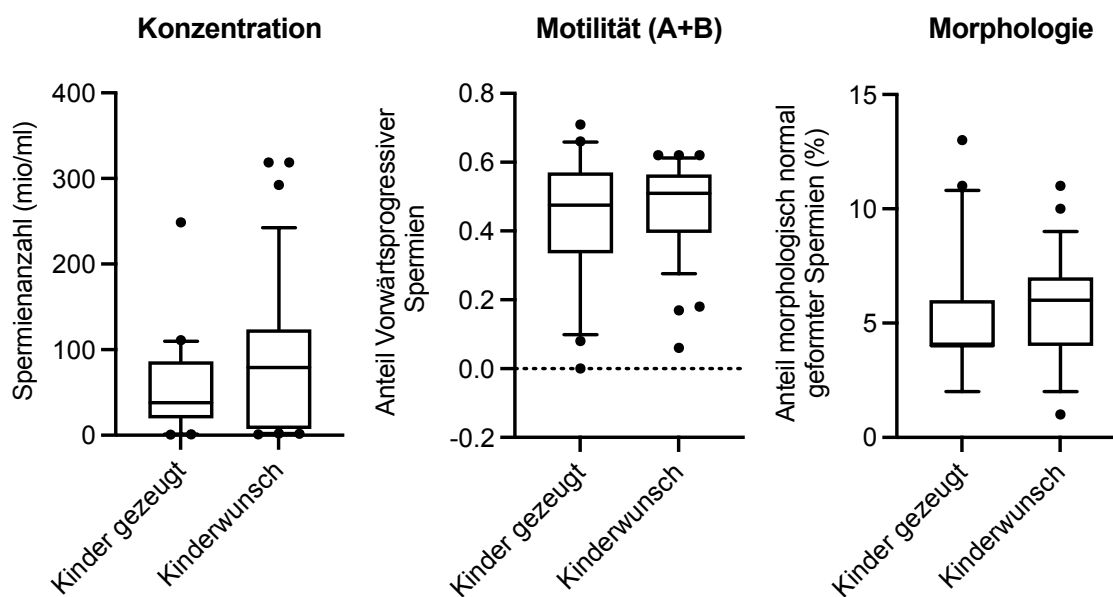 Konzentration
Spermienanzahl (mio/ml)
400
300
200
100
0
Kinder gezeugt
Kinderwunsch
Motilität (A+B)
Anteil Vorwärtsprogressiver
Spermien
0.8
0.6
0.4
0.2
0.0
-0.2
Kinder gezeugt
Kinderwunsch
Morphologie
Anteil morphologisch normal
geformter Spermien (%)
15
10
5
0
Kinder gezeugt
Kinderwunsch